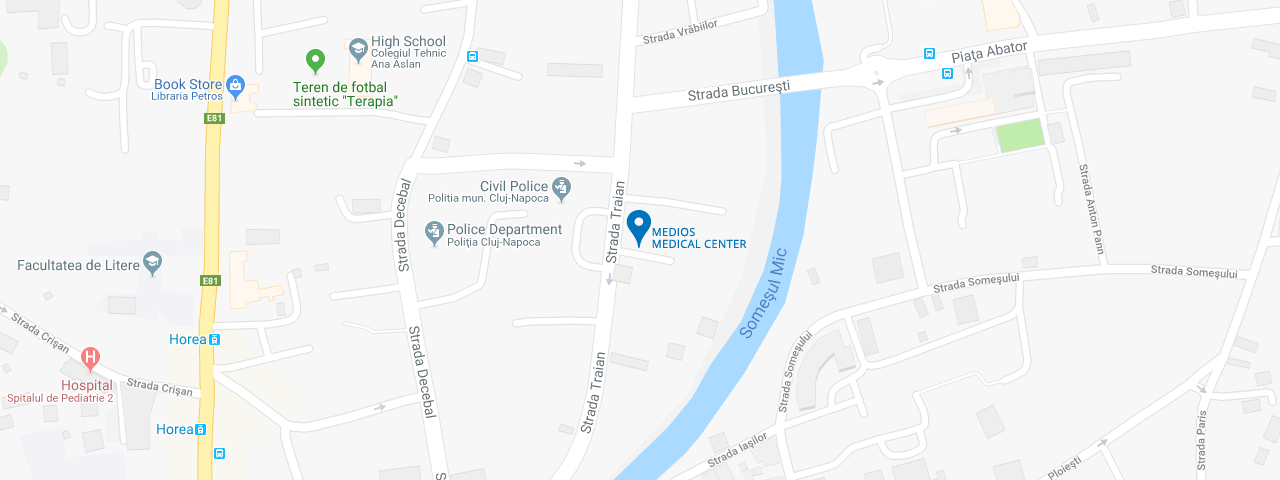 Strada Vrăbiilor
High School
Colegiul Tehnic
Ana Aslan
Piața Abator
Book Store
Libraria Petros
Teren de fotbal
sintetic "Terapia"
Strada București
E81
Civil Police
Politia mun. Cluj-Napoca
Strada Decebal
Strada Traian
Strada Anton Pann
Police Department
Poliția Cluj-Napoca
MEDIOS
MEDICAL CENTER
Facultatea de Litere
E81
Someșul Mic
Strada Someșului
Strada Someșului
Strada Crișan
Horea
Hospital
Spitalul de Pediatrie 2
Strada Crișan
Strada Decebal
Strada Traian
Strada Someșului
Horea
Strada Iașilor
Ploiești
Strada Paris